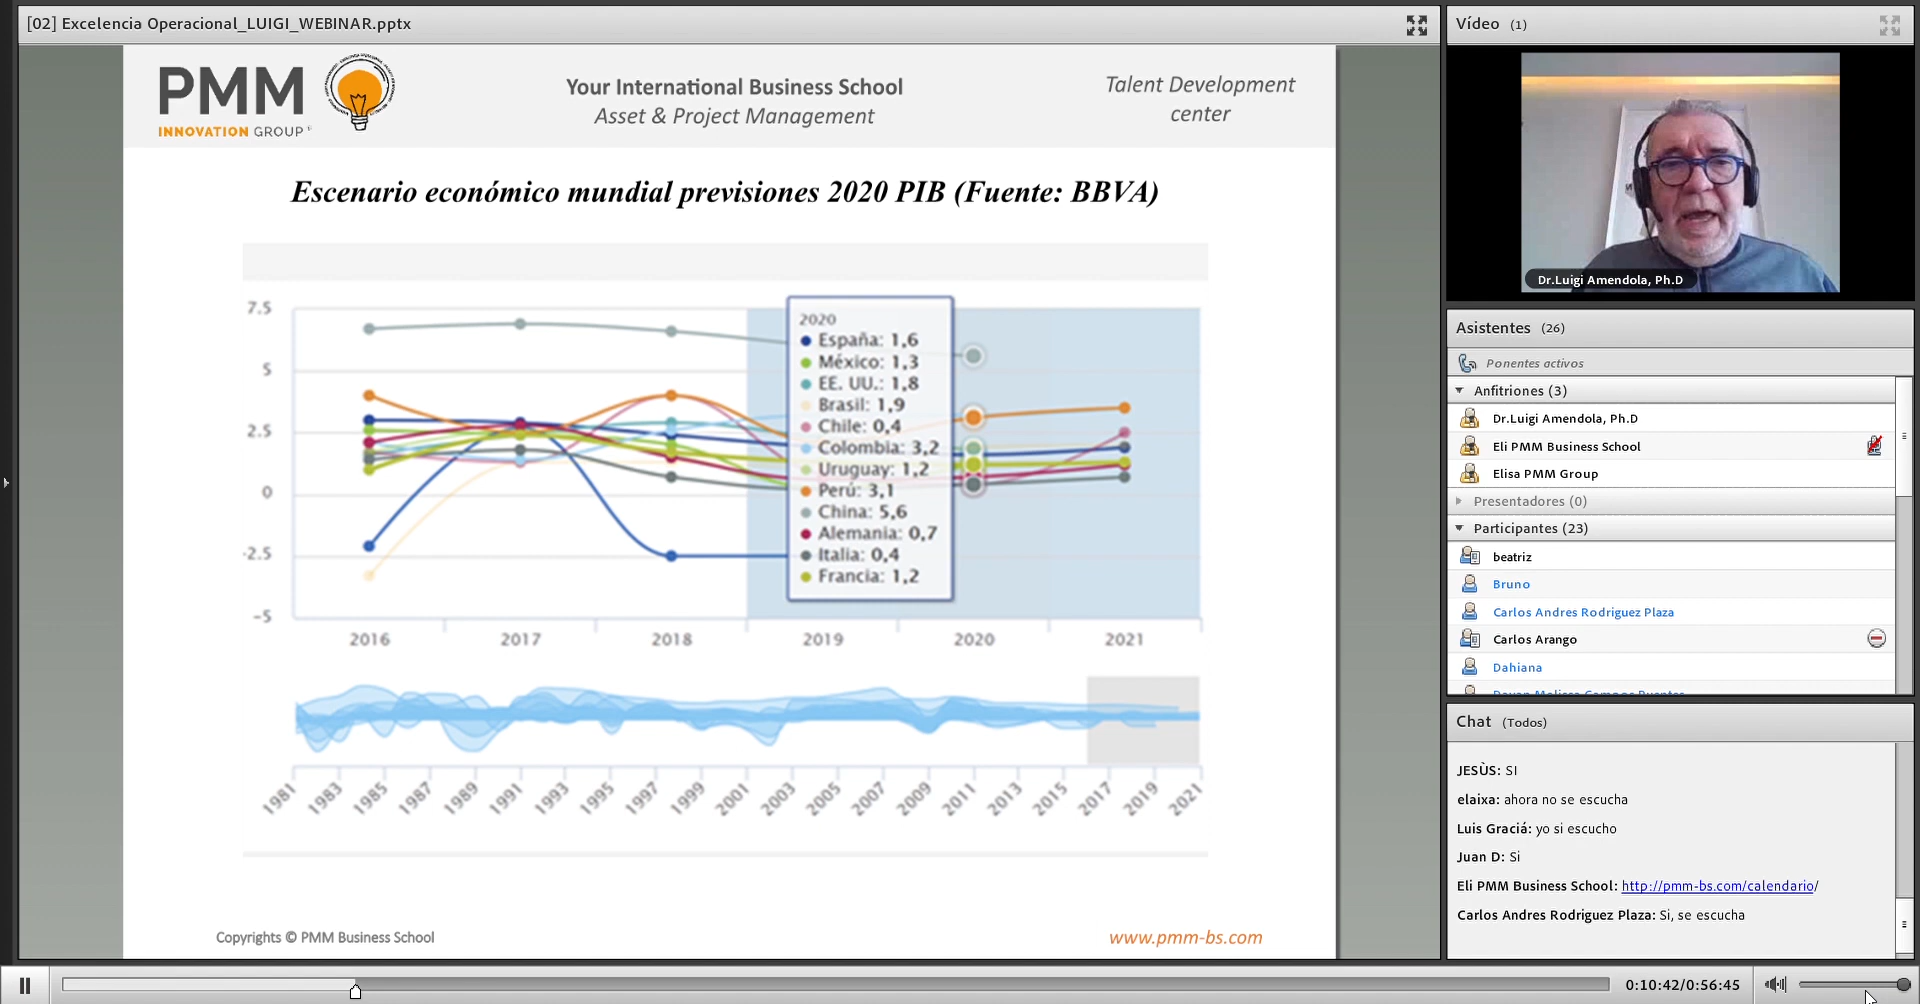 [02] Excelencia Operacional_LUIGI_WEBINAR.pptx
PMM
INNOVATION GROUP
Your International Business School
Asset & Project Management
Talent Development
center
Escenario económico mundial previsiones 2020 PIB (Fuente: BBVA)
7.5
5
2.5
0
-2.5
-5
2020
España: 1,6
México: 1,3
EE. UU.: 1,8
Brasil: 1,9
Chile: 0,4
Colombia: 3,2
Uruguay: 1,2
Perú: 3,1
China: 5,6
Alemania: 0,7
Italia: 0,4
Francia: 1,2
2016 2017 2018 2019 2020 2021
1981 1983 1985 1987 1989 1991 1993 1995 1997 1999 2001 2003 2005 2007 2009 2011 2013 2015 2017 2019 2021
Copyrights © PMM Business School
www.pmm-bs.com
Vídeo (1)
Dr.Luigi Amendola, Ph.D
Asistentes (26)
Ponentes activos
Anfitriones (3)
Dr.Luigi Amendola, Ph.D
Eli PMM Business School
Elisa PMM Group
Presentadores (0)
Participantes (23)
beatriz
Bruno
Carlos Andres Rodriguez Plaza
Carlos Arango
Dahiana
Chat (Todos)
JESÙS: SI
elaixa: ahora no se escucha
Luis Graciá: yo si escucho
Juan D: Si
Eli PMM Business School: http://pmm-bs.com/calendario/
Carlos Andres Rodriguez Plaza: Si, se escucha
0:10:42/0:56:45